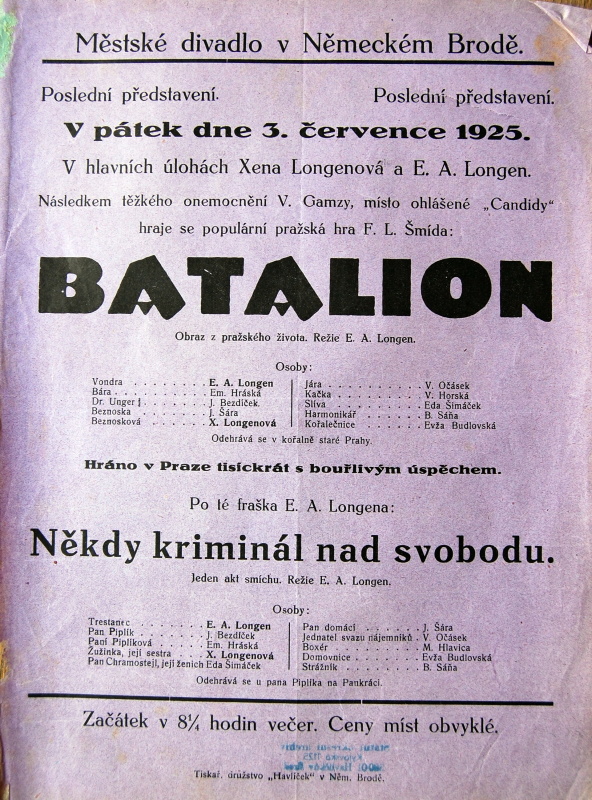 Městské divadlo v Německém Brodě.
Poslední představení. Poslední představení.
V pátek dne 3. července 1925.
V hlavních úlohách Xena Longenová a E. A. Longen.
Následkem těžkého onemocnění V. Gamzy, místo ohlášené „Candidy"
hraje se populární pražská hra F. L. Šmída:
BATALION
Obraz z pražského života. Režie E. A. Longen.
Osoby:
Vondra . . . . . . . . E. A. Longen
Bára . . . . . . . . . Em. Hráská
Dr. Unger . . . . . . . J. Bezdíček.
Beznoska . . . . . . . J. Šára
Beznosková . . . . . . X. Longenová
Jára . . . . . . . . . . V. Očásek
Kačka . . . . . . . . . V. Horská
Slíva . . . . . . . . . Eda Šimáček
Harmonikář . . . . . . . B. Sáňa
Kořalečnice . . . . . . Evža Budlovská
Odehrává se v kořalně staré Prahy.
Hráno v Praze tisíckrát s bouřlivým úspěchem.
Po té fraška E. A. Longena:
Někdy kriminál nad svobodu.
Jeden akt smíchu. Režie E. A. Longen.
Osoby:
Trestanec . . . . . . . E. A. Longen
Pan Piplík . . . . . . . J. Bezdíček
Paní Piplíková . . . . . Em. Hráská
Žužinka, její sestra . . X. Longenová
Pan Chramostejl, její ženich Eda Šimáček
Pan domácí . . . . . . J. Šára
Jednatel svazu nájemníků . V. Očásek
Boxér . . . . . . . . . M. Hlavica
Domovnice . . . . . . . Evža Budlovská
Strážník . . . . . . . . B. Sáňa
Odehrává se u pana Piplíka na Pankráci.
Začátek v 8¼ hodin večer. Ceny míst obvyklé.
Tiskař. družstvo „Havlíček" v Něm. Brodě.